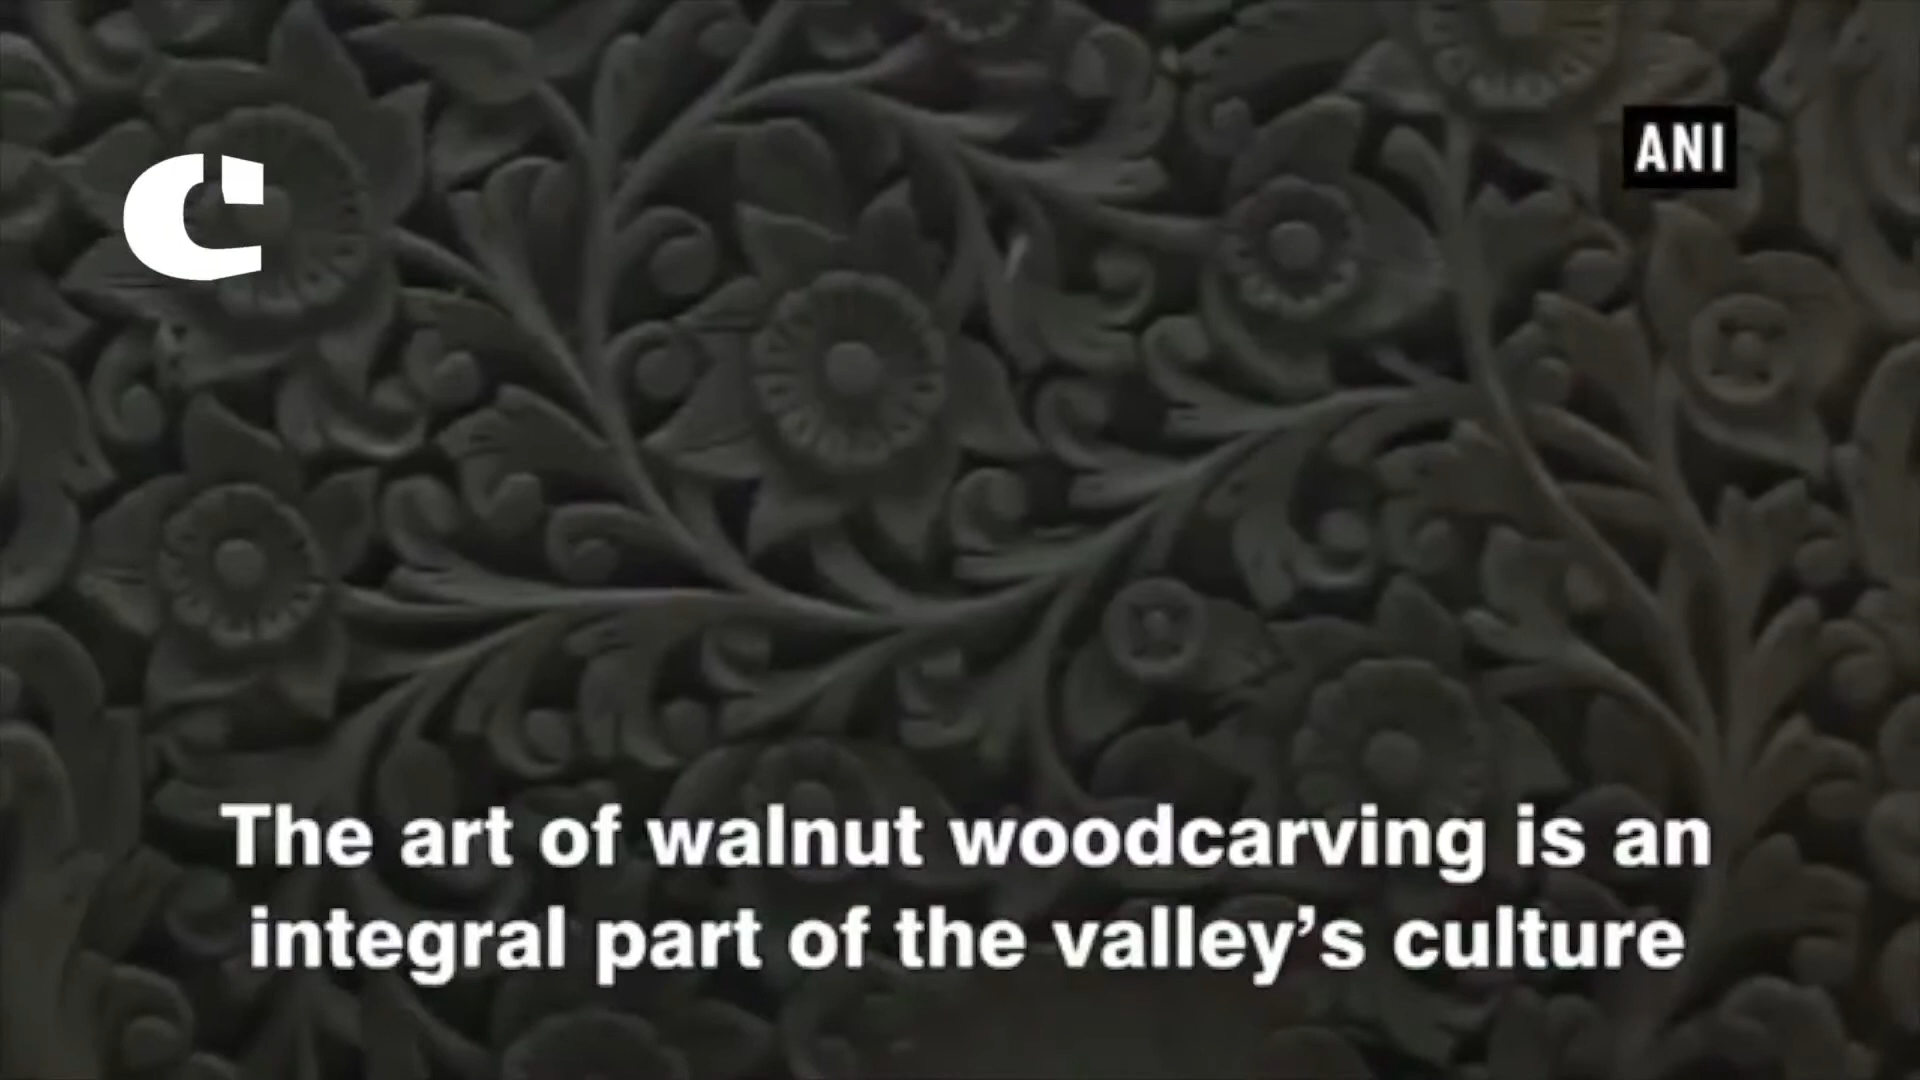 ANI
The art of walnut woodcarving is an
integral part of the valley’s culture